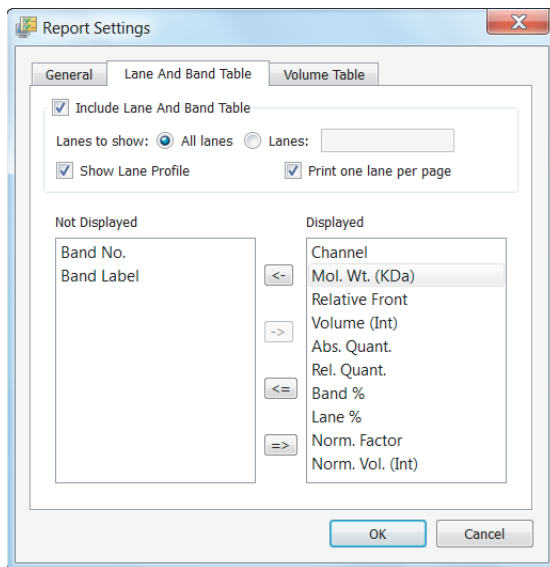 Report Settings
General Lane And Band Table Volume Table
Include Lane And Band Table
Lanes to show: All lanes Lanes:
Show Lane Profile Print one lane per page
Not Displayed Displayed
Band No. Channel
Band Label <- Mol. Wt. (KDa)
Relative Front
-> Volume (Int)
Abs. Quant.
Rel. Quant.
<= Band %
Lane %
=> Norm. Factor
Norm. Vol. (Int)
OK Cancel